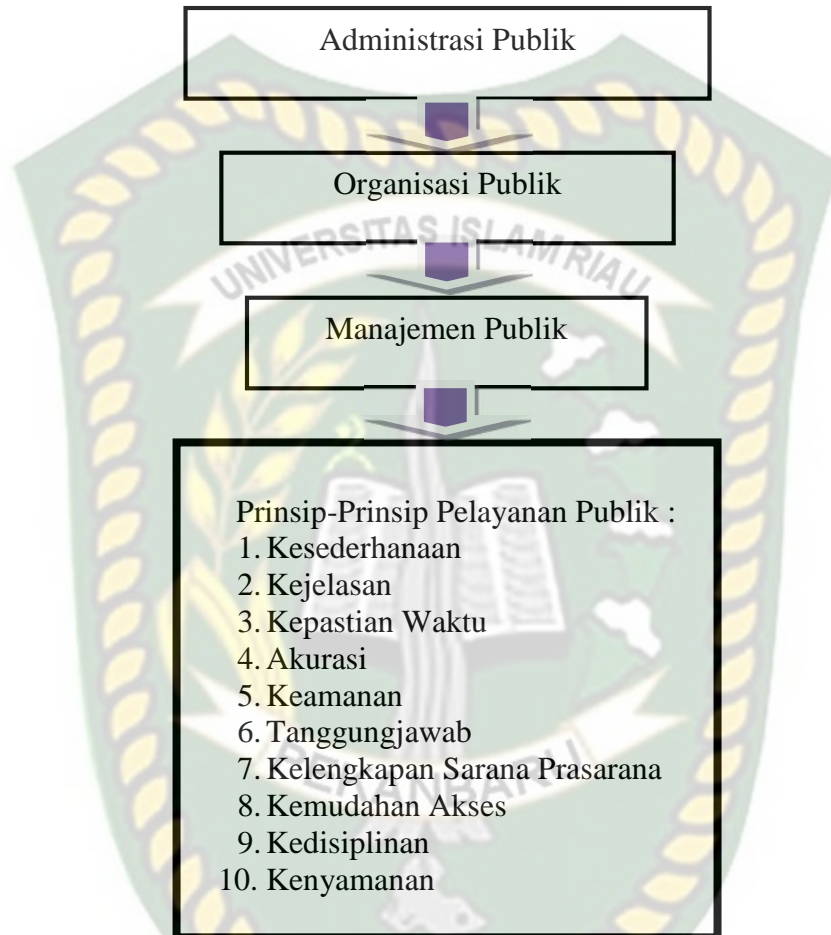 Administrasi Publik
Organisasi Publik
UNIVERSITAS ISLAM RIAU
Manajemen Publik
Prinsip-Prinsip Pelayanan Publik :
1. Kesederhanaan
2. Kejelasan
3. Kepastian Waktu
4. Akurasi
5. Keamanan
6. Tanggungjawab
7. Kelengkapan Sarana Prasarana
PEKANBARU
8. Kemudahan Akses
9. Kedisiplinan
10. Kenyamanan